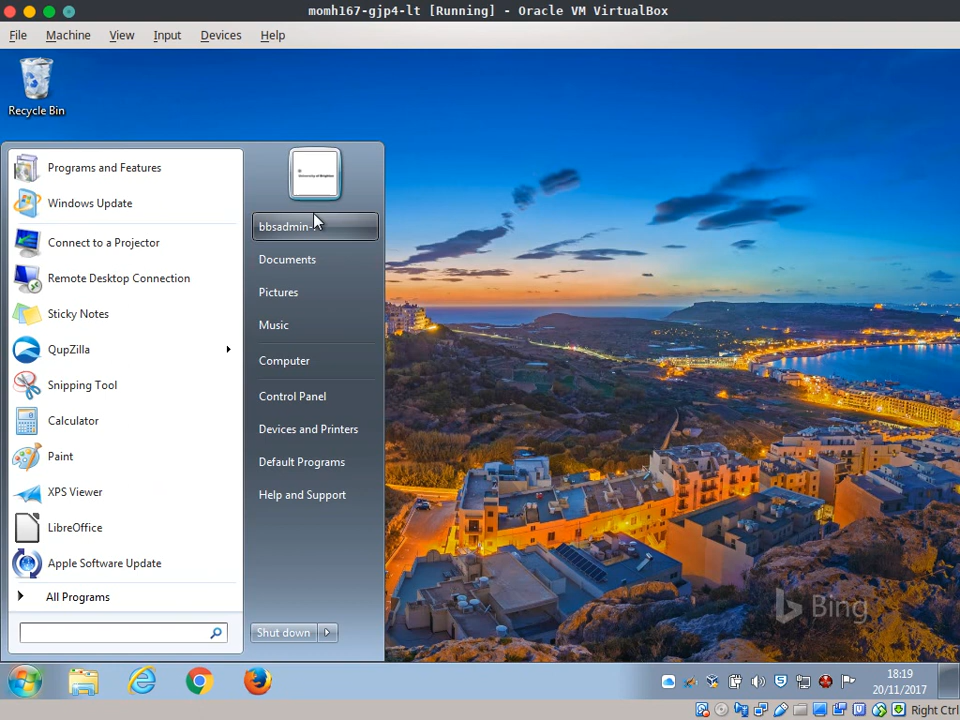 momh167-gjp4-lt [Running] - Oracle VM VirtualBox
File Machine View Input Devices Help
Recycle Bin
Programs and Features
Windows Update
Connect to a Projector
Remote Desktop Connection
Sticky Notes
QupZilla
Snipping Tool
Calculator
Paint
XPS Viewer
LibreOffice
Apple Software Update
All Programs
University of Brighton
bbsadmin-
Documents
Pictures
Music
Computer
Control Panel
Devices and Printers
Default Programs
Help and Support
Shut down
Bing
18:19
20/11/2017
Right Ctrl